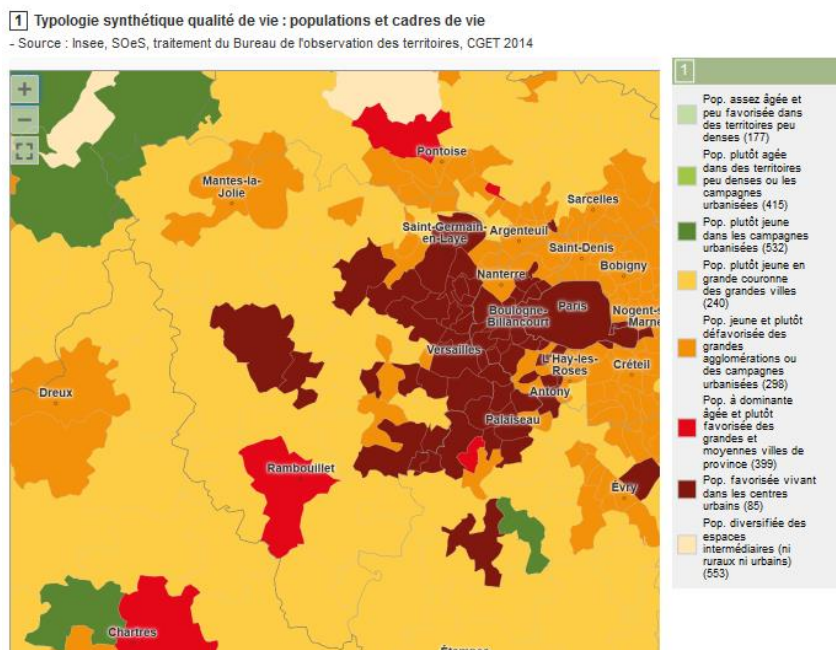 1 Typologie synthétique qualité de vie : populations et cadres de vie
- Source : Insee, SOeS, traitement du Bureau de l'observation des territoires, CGET 2014
+
−
Pontoise
Mantes-la-
Jolie
Sarcelles
Saint-Germain-
en-Laye
Argenteuil
Saint-Denis
Bobigny
Nanterre
Boulogne-
Billancourt
Paris
Nogent-s
Marne
Versailles
L'Hay-les-
Roses
Créteil
Dreux
Antony
Palaiseau
Rambouillet
Évry
Chartres
Étampes
1
Pop. assez âgée et
peu favorisée dans
des territoires peu
denses (177)
Pop. plutôt agée
dans des territoires
peu denses ou les
campagnes
urbanisées (415)
Pop. plutôt jeune
dans les campagnes
urbanisées (532)
Pop. plutôt jeune en
grande couronne
des grandes villes
(240)
Pop. jeune et plutôt
défavorisée des
grandes
agglomérations ou
des campagnes
urbanisées (298)
Pop. à dominante
âgée et plutôt
favorisée des
grandes et
moyennes villes de
province (399)
Pop. favorisée vivant
dans les centres
urbains (85)
Pop. diversifiée des
espaces
intermédiaires (ni
ruraux ni urbains)
(553)